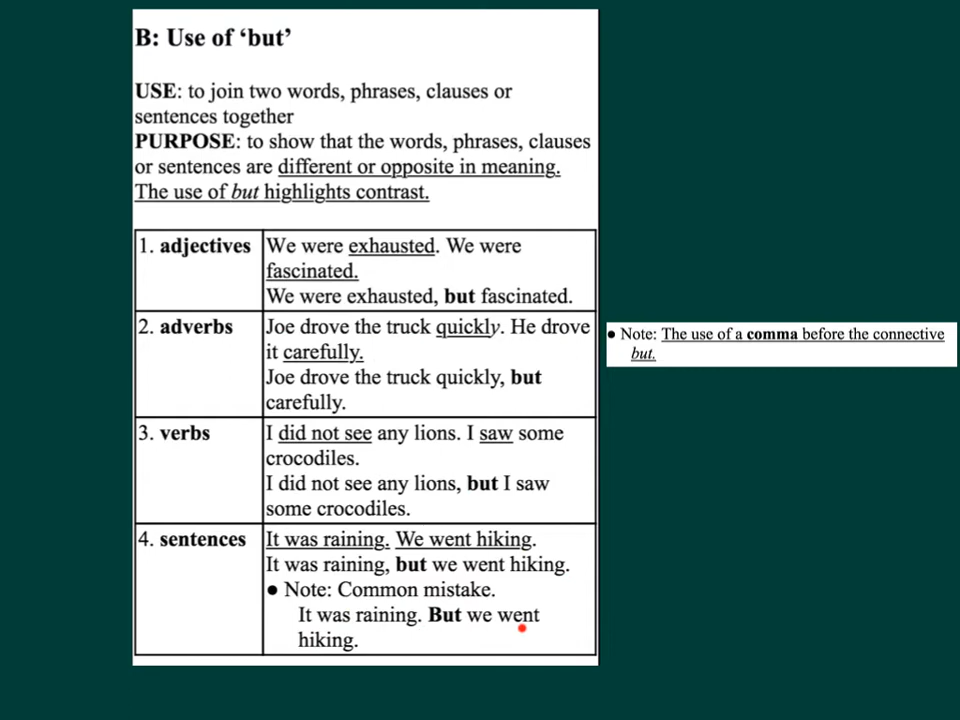 B: Use of ‘but’
USE: to join two words, phrases, clauses or
sentences together
PURPOSE: to show that the words, phrases, clauses
or sentences are different or opposite in meaning.
The use of but highlights contrast.
1. adjectives
We were exhausted. We were
fascinated.
We were exhausted, but fascinated.
2. adverbs
Joe drove the truck quickly. He drove
it carefully.
Joe drove the truck quickly, but
carefully.
3. verbs
I did not see any lions. I saw some
crocodiles.
I did not see any lions, but I saw
some crocodiles.
4. sentences
It was raining. We went hiking.
It was raining, but we went hiking.
● Note: Common mistake.
It was raining. But we went
hiking.
● Note: The use of a comma before the connective
but.